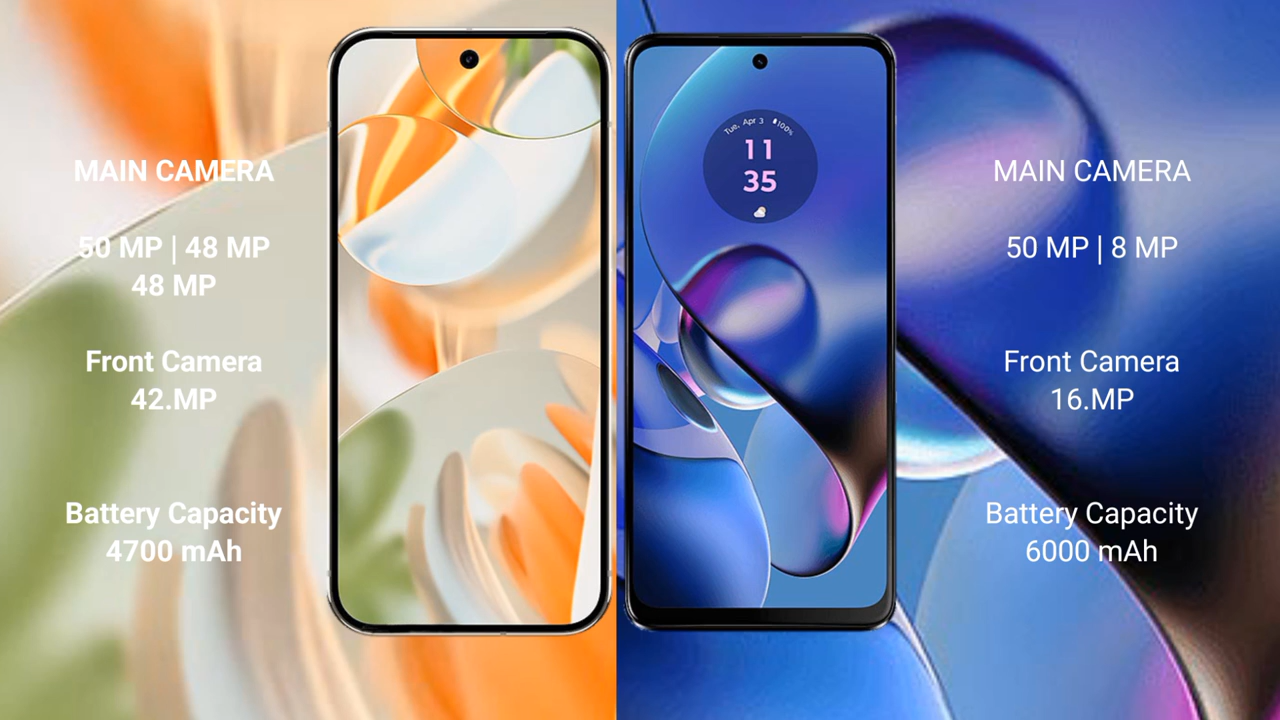 MAIN CAMERA
50 MP | 48 MP
48 MP
Front Camera
42.MP
Battery Capacity
4700 mAh
Tue, Apr 3 100%
11
35
MAIN CAMERA
50 MP | 8 MP
Front Camera
16.MP
Battery Capacity
6000 mAh